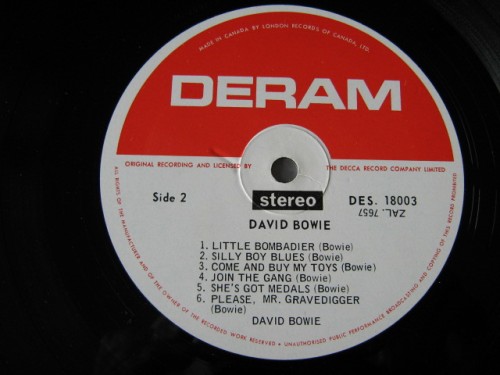 MADE IN CANADA BY LONDON RECORDS OF CANADA, LTD.
DERAM
ORIGINAL RECORDING AND LICENSED BY THE DECCA RECORD COMPANY LIMITED
Side 2
stereo
DES. 18003
ZAL. 7657
DAVID BOWIE
1. LITTLE BOMBADIER (Bowie)
2. SILLY BOY BLUES (Bowie)
3. COME AND BUY MY TOYS (Bowie)
4. JOIN THE GANG (Bowie)
5. SHE'S GOT MEDALS (Bowie)
6. PLEASE, MR. GRAVEDIGGER
(Bowie)
DAVID BOWIE
ALL RIGHTS OF THE MANUFACTURER AND OF THE OWNER OF THE RECORDED WORK RESERVED • UNAUTHORISED PUBLIC PERFORMANCE BROADCASTING AND COPYING OF THIS RECORD PROHIBITED